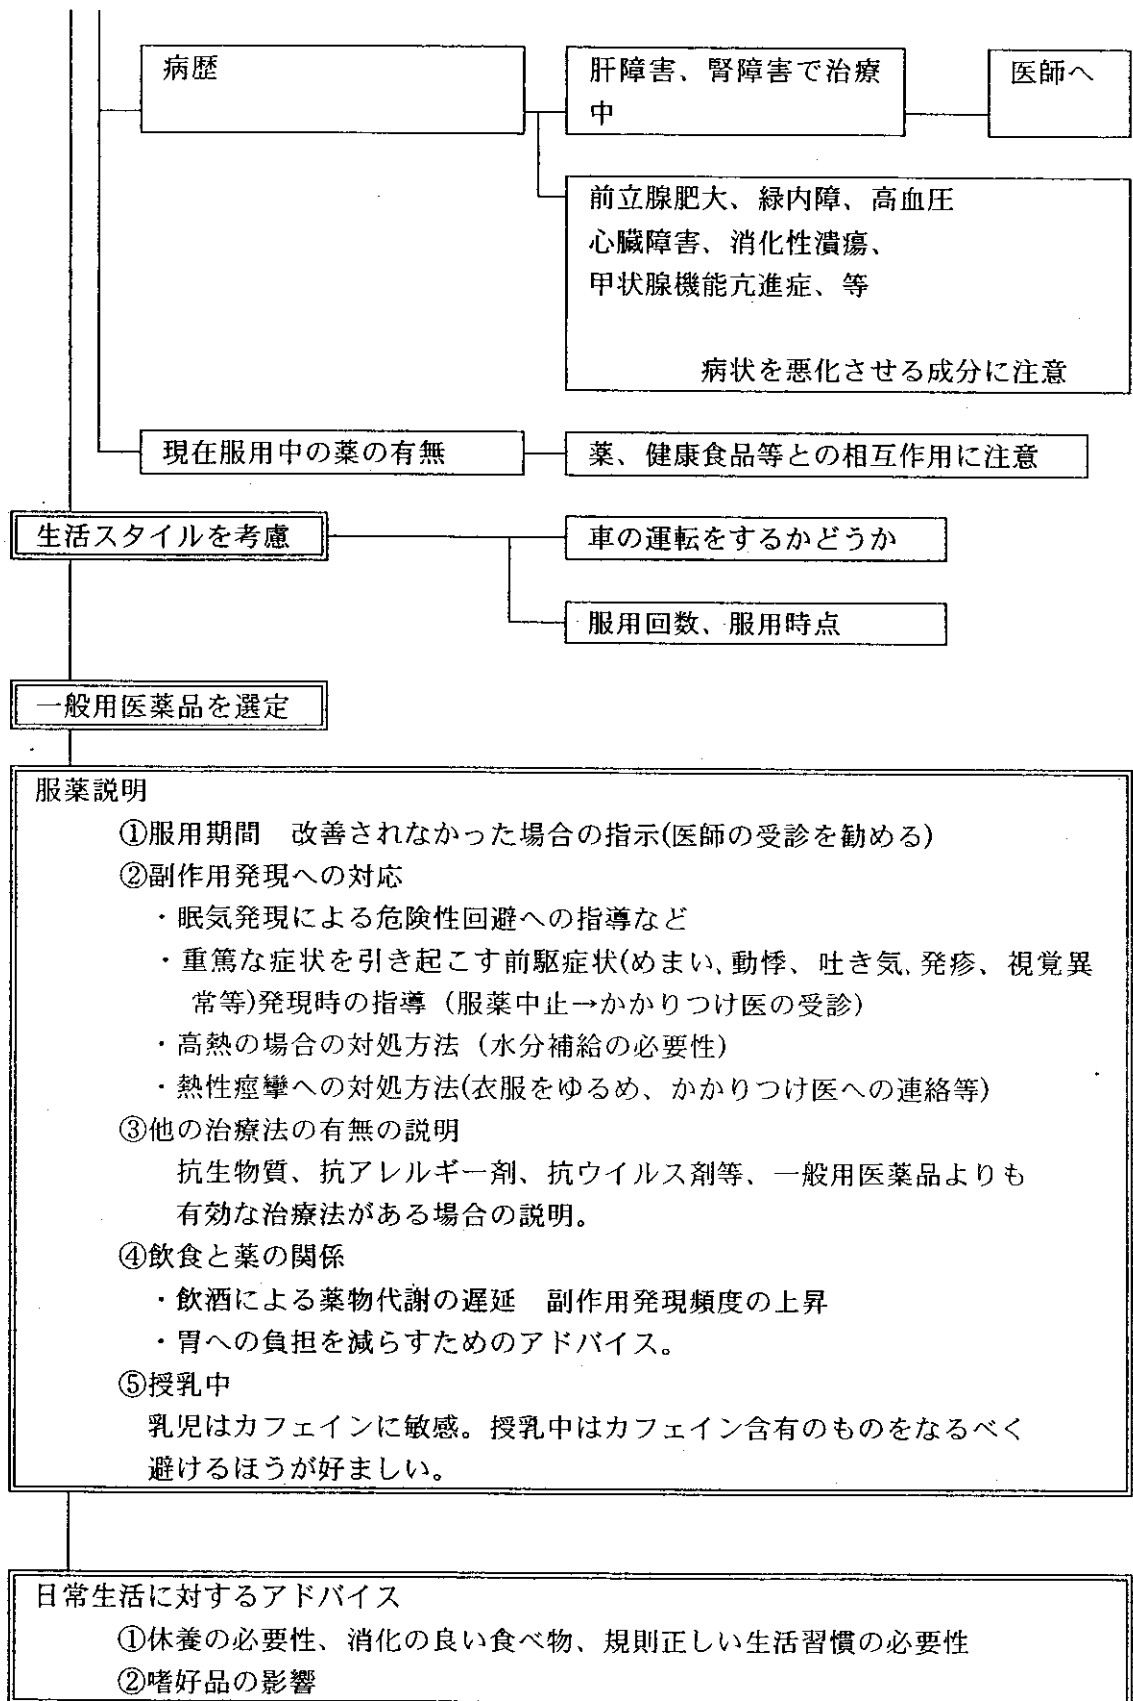 病歴
肝障害、腎障害で治療
中
医師へ
前立腺肥大、緑内障、高血圧
心臓障害、消化性潰瘍、
甲状腺機能亢進症、等
病状を悪化させる成分に注意
現在服用中の薬の有無
薬、健康食品等との相互作用に注意
生活スタイルを考慮
車の運転をするかどうか
服用回数、服用時点
一般用医薬品を選定
服薬説明
①服用期間　改善されなかった場合の指示(医師の受診を勧める)
②副作用発現への対応
・眠気発現による危険性回避への指導など
・重篤な症状を引き起こす前駆症状(めまい、動悸、吐き気、発疹、視覚異
常等)発現時の指導（服薬中止→かかりつけ医の受診）
・高熱の場合の対処方法（水分補給の必要性）
・熱性痙攣への対処方法(衣服をゆるめ、かかりつけ医への連絡等)
③他の治療法の有無の説明
抗生物質、抗アレルギー剤、抗ウイルス剤等、一般用医薬品よりも
有効な治療法がある場合の説明。
④飲食と薬の関係
・飲酒による薬物代謝の遅延　副作用発現頻度の上昇
・胃への負担を減らすためのアドバイス。
⑤授乳中
乳児はカフェインに敏感。授乳中はカフェイン含有のものをなるべく
避けるほうが好ましい。
日常生活に対するアドバイス
①休養の必要性、消化の良い食べ物、規則正しい生活習慣の必要性
②嗜好品の影響